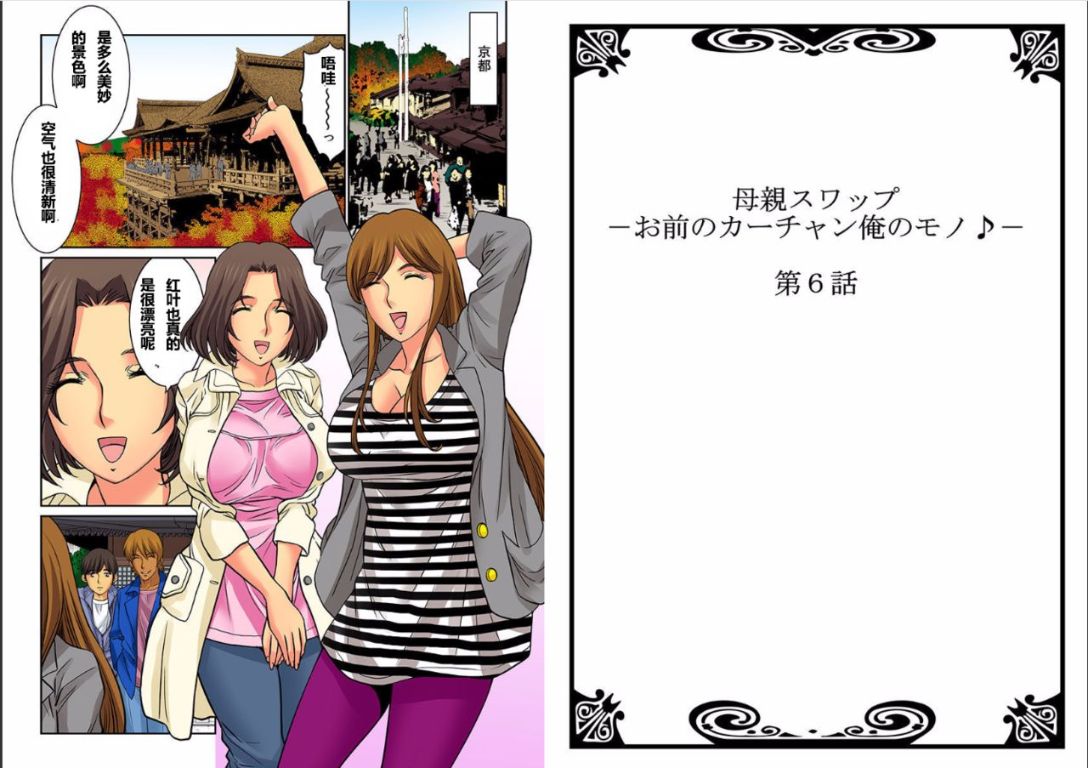 母親スワップ
－お前のカーチャン俺のモノ♪－
第６話
京都
唔哇～～～～っ
是多么美妙
的景色啊
空气也很清新啊
红叶也真的
是很漂亮呢